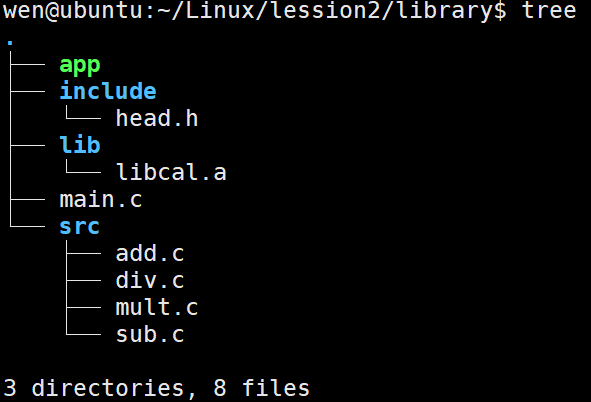 wen@ubuntu:~/Linux/lession2/library$ tree
.
├── app
├── include
│   └── head.h
├── lib
│   └── libcal.a
├── main.c
└── src
    ├── add.c
    ├── div.c
    ├── mult.c
    └── sub.c
3 directories, 8 files